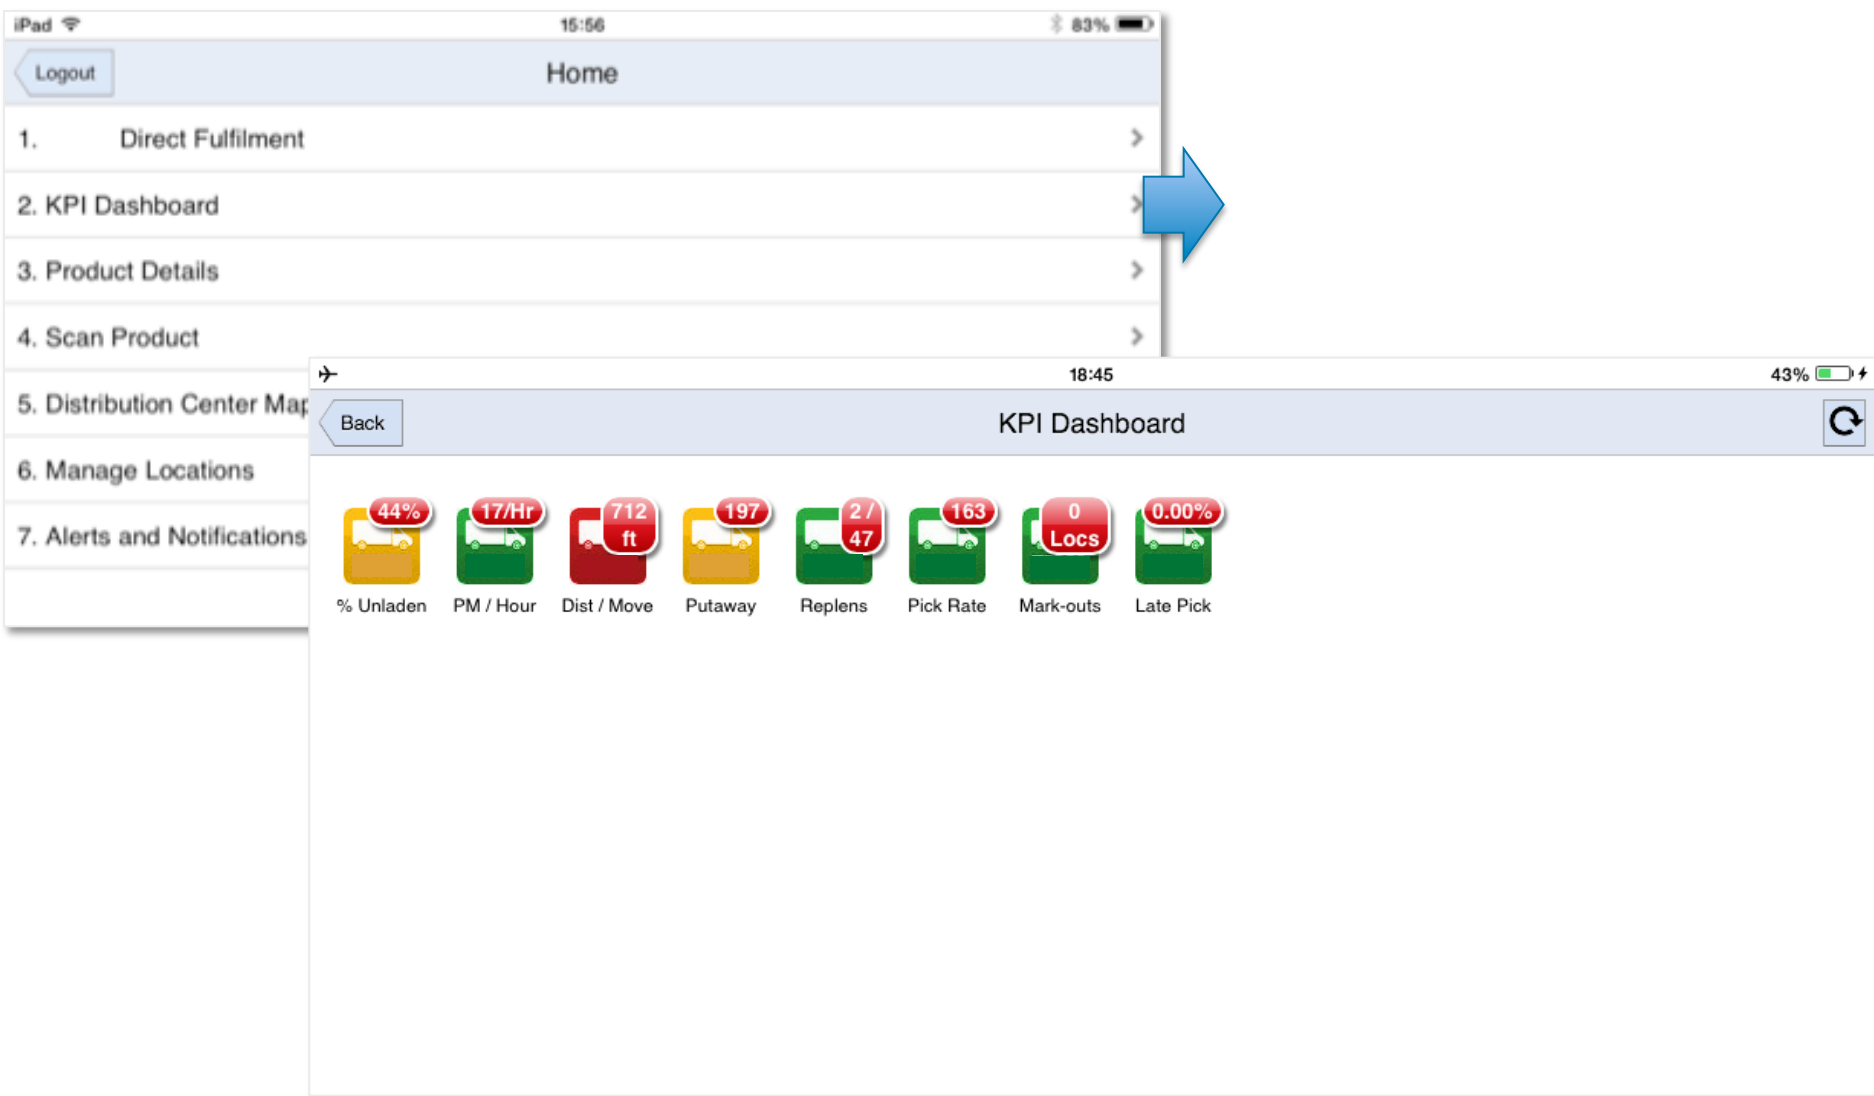 iPad 15:56 83%
Logout Home
1. Direct Fulfilment
2. KPI Dashboard
3. Product Details
4. Scan Product
5. Distribution Center Map
6. Manage Locations
7. Alerts and Notifications
18:45 43%
Back KPI Dashboard
44% 17/Hr 712 ft 197 2 / 47 163 0 Locs 0.00%
% Unladen PM / Hour Dist / Move Putaway Replens Pick Rate Mark-outs Late Pick